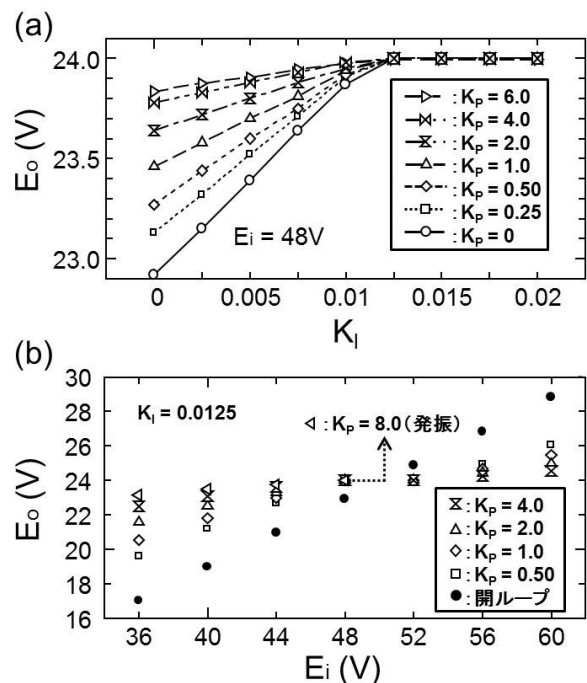 (a)
24.0
23.5
23.0
Eo (V)
: KP = 6.0
: KP = 4.0
: KP = 2.0
: KP = 1.0
: KP = 0.50
: KP = 0.25
: KP = 0
Ei = 48V
0 0.005 0.01 0.015 0.02
KI
(b)
30
28
26
24
22
20
18
16
Eo (V)
KI = 0.0125
: KP = 8.0(発振)
: KP = 4.0
: KP = 2.0
: KP = 1.0
: KP = 0.50
: 開ループ
36 40 44 48 52 56 60
Ei (V)